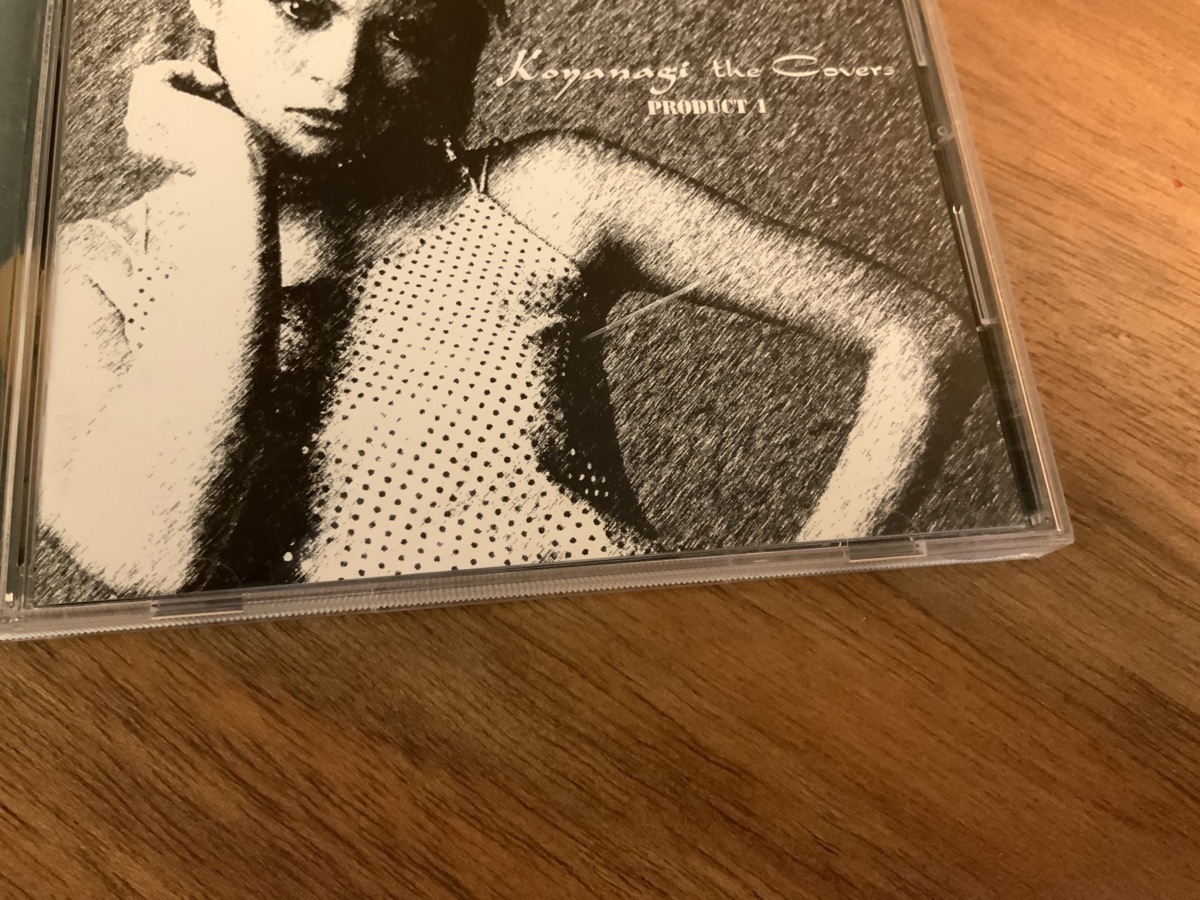 Koyanagi the Covers
PRODUCT 1